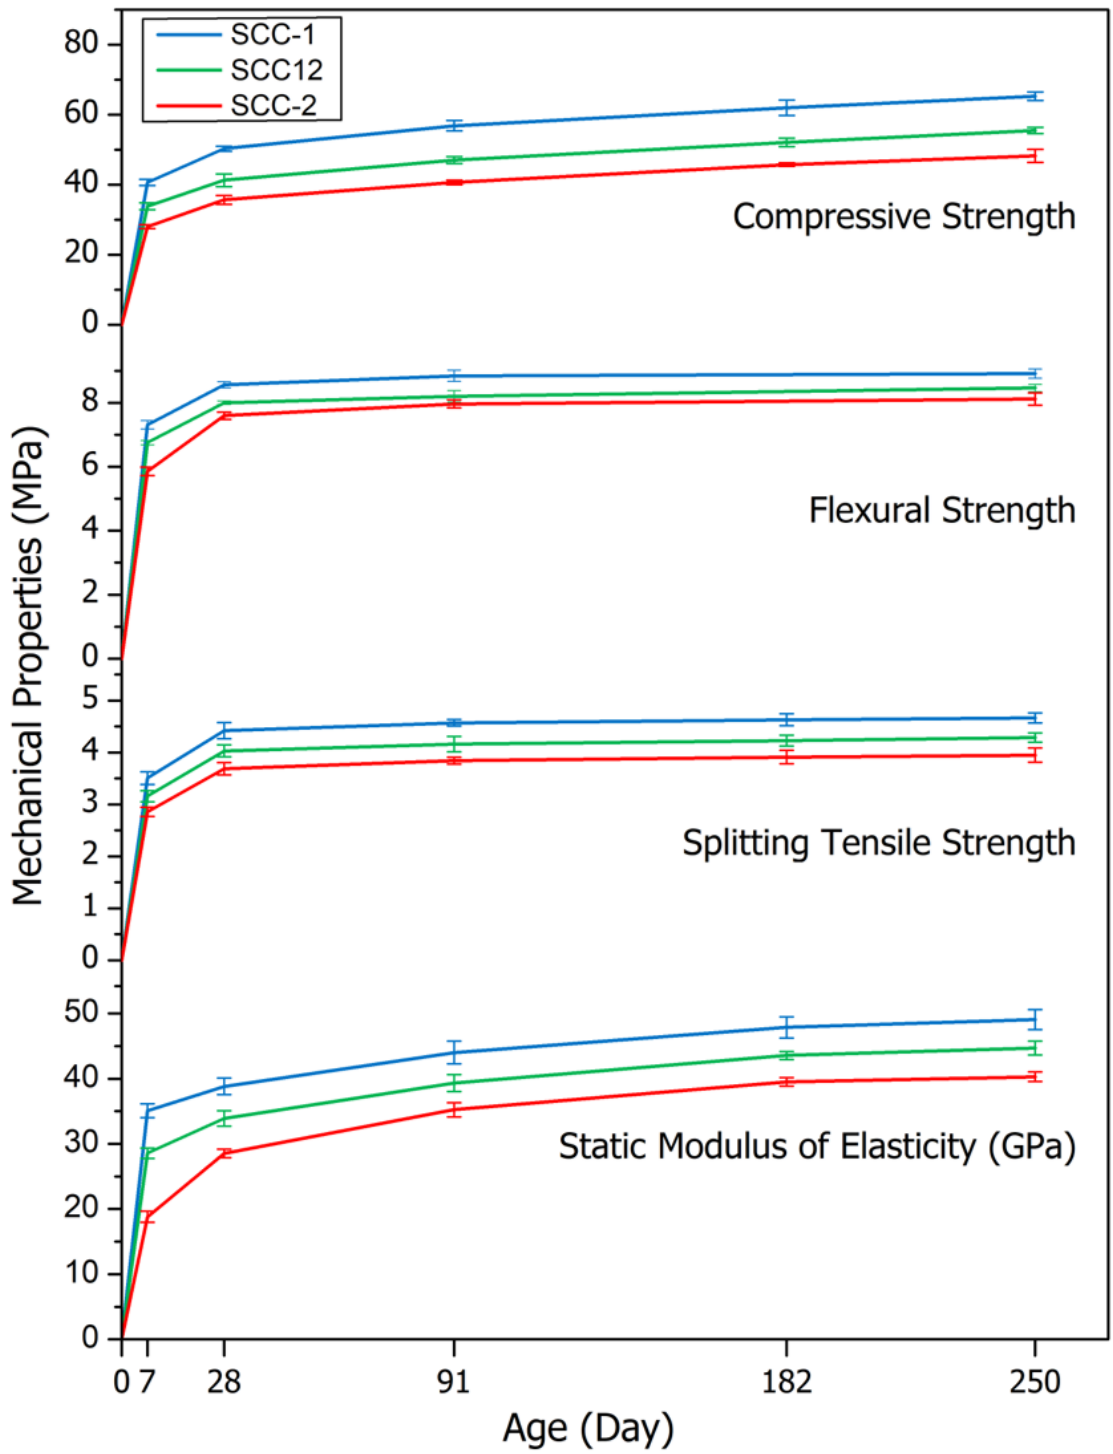 SCC-1
SCC12
SCC-2
80
60
40
20
0
Compressive Strength
8
6
4
2
0
Flexural Strength
5
4
3
2
1
0
Splitting Tensile Strength
50
40
30
20
10
0
Static Modulus of Elasticity (GPa)
Mechanical Properties (MPa)
0 7 28 91 182 250
Age (Day)